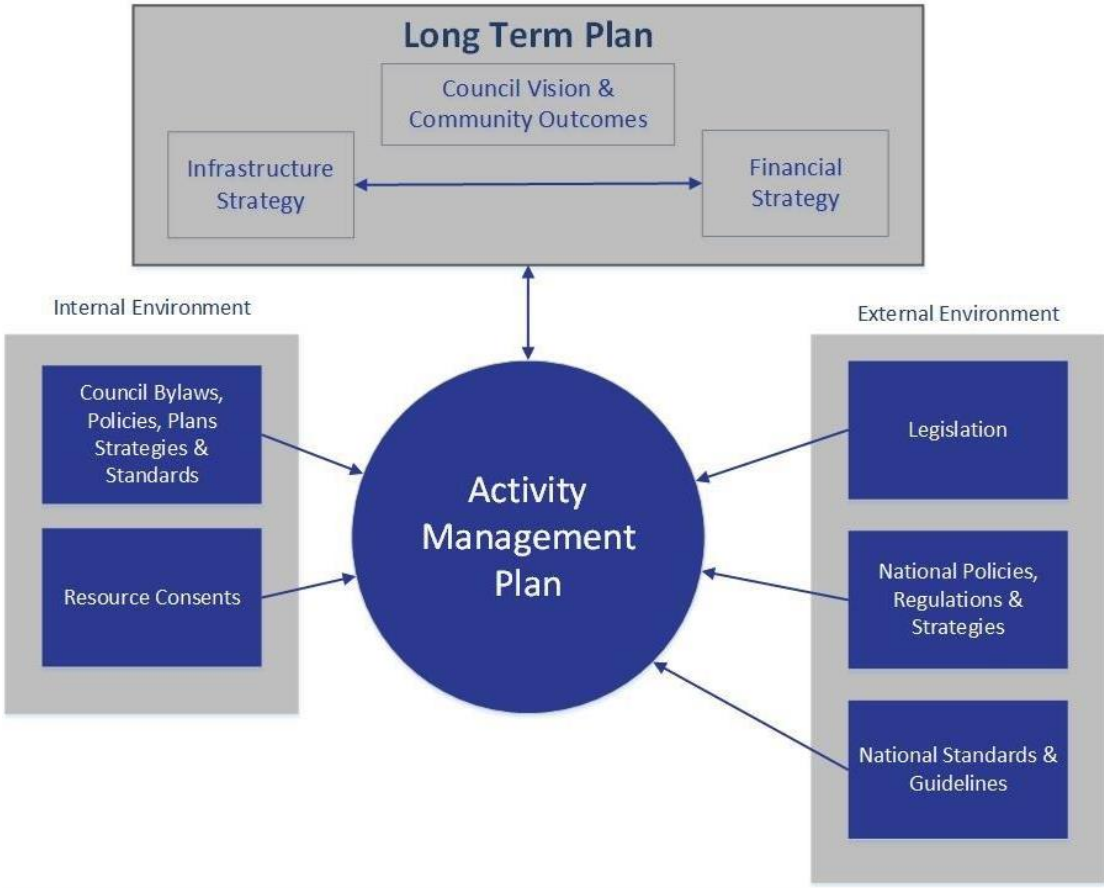 Long Term Plan
Council Vision &
Community Outcomes
Infrastructure
Strategy
Financial
Strategy
Internal Environment
Council Bylaws,
Policies, Plans
Strategies &
Standards
Resource Consents
Activity
Management
Plan
External Environment
Legislation
National Policies,
Regulations &
Strategies
National Standards &
Guidelines